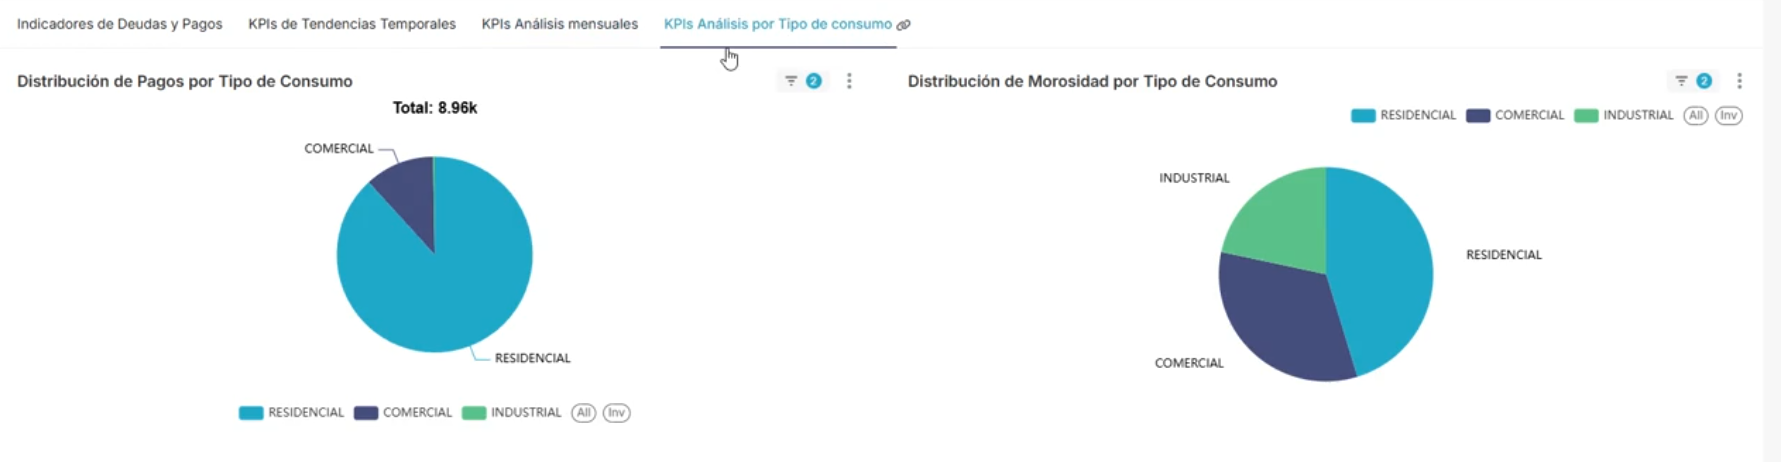 Indicadores de Deudas y Pagos KPIs de Tendencias Temporales KPIs Análisis mensuales KPIs Análisis por Tipo de consumo
Distribución de Pagos por Tipo de Consumo 2
Total: 8.96k
COMERCIAL
RESIDENCIAL
RESIDENCIAL COMERCIAL INDUSTRIAL All Inv
Distribución de Morosidad por Tipo de Consumo 2
RESIDENCIAL COMERCIAL INDUSTRIAL All Inv
INDUSTRIAL
RESIDENCIAL
COMERCIAL